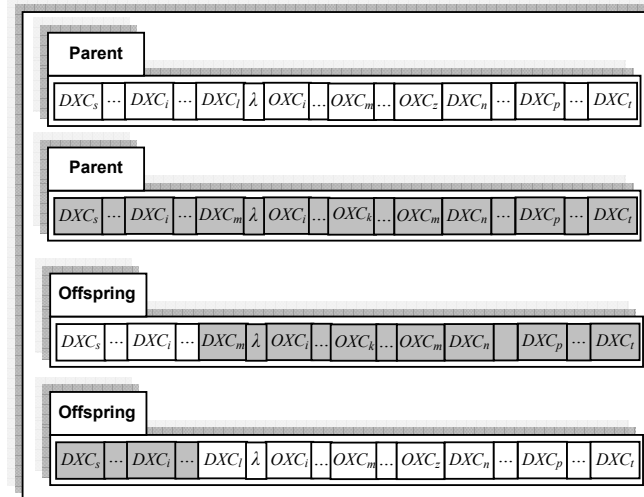 Parent
DXCs ... DXCi ... DXCl λ OXCi ... OXCm ... OXCz DXCn ... DXCp ... DXCt
Parent
DXCs ... DXCi ... DXCm λ OXCi ... OXCk ... OXCm DXCn ... DXCp ... DXCt
Offspring
DXCs ... DXCi ... DXCm λ OXCi ... OXCk ... OXCm DXCn DXCp ... DXCt
Offspring
DXCs ... DXCi ... DXCl λ OXCi ... OXCm ... OXCz DXCn ... DXCp ... DXCt